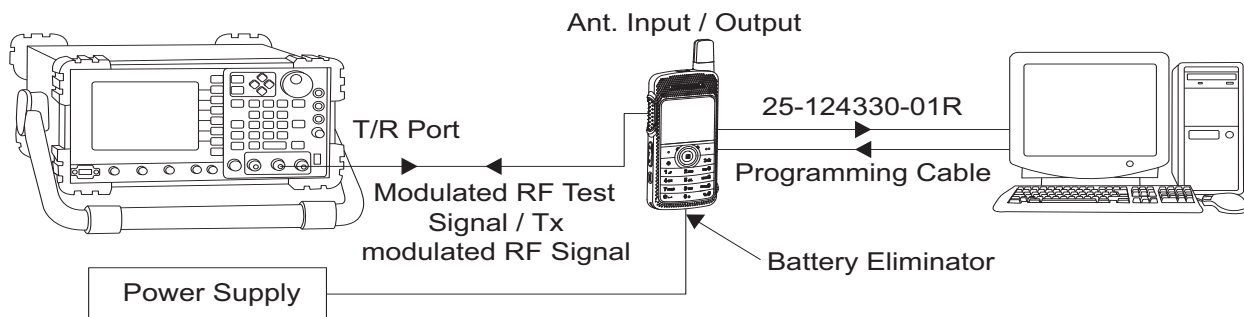 Ant. Input / Output
25-124330-01R
T/R Port
Programming Cable
Modulated RF Test
Signal / Tx
modulated RF Signal
Battery Eliminator
Power Supply